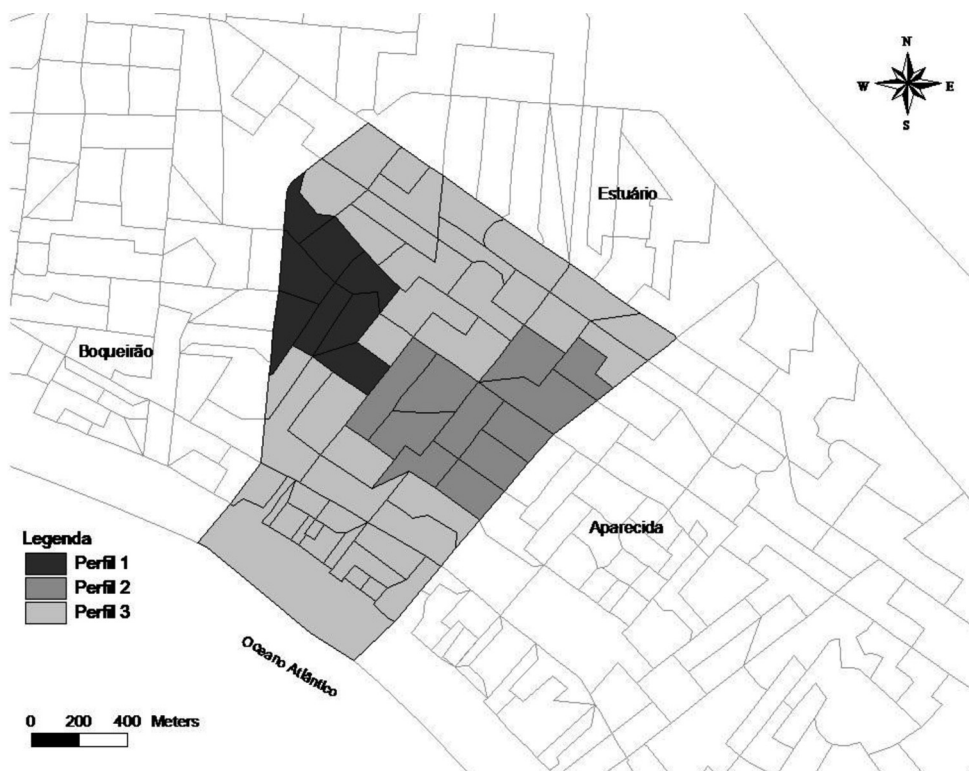 N
W E
S
Estuário
Boqueirão
Aparecida
Legenda
Perfil 1
Perfil 2
Perfil 3
Oceano Atlântico
0 200 400 Meters